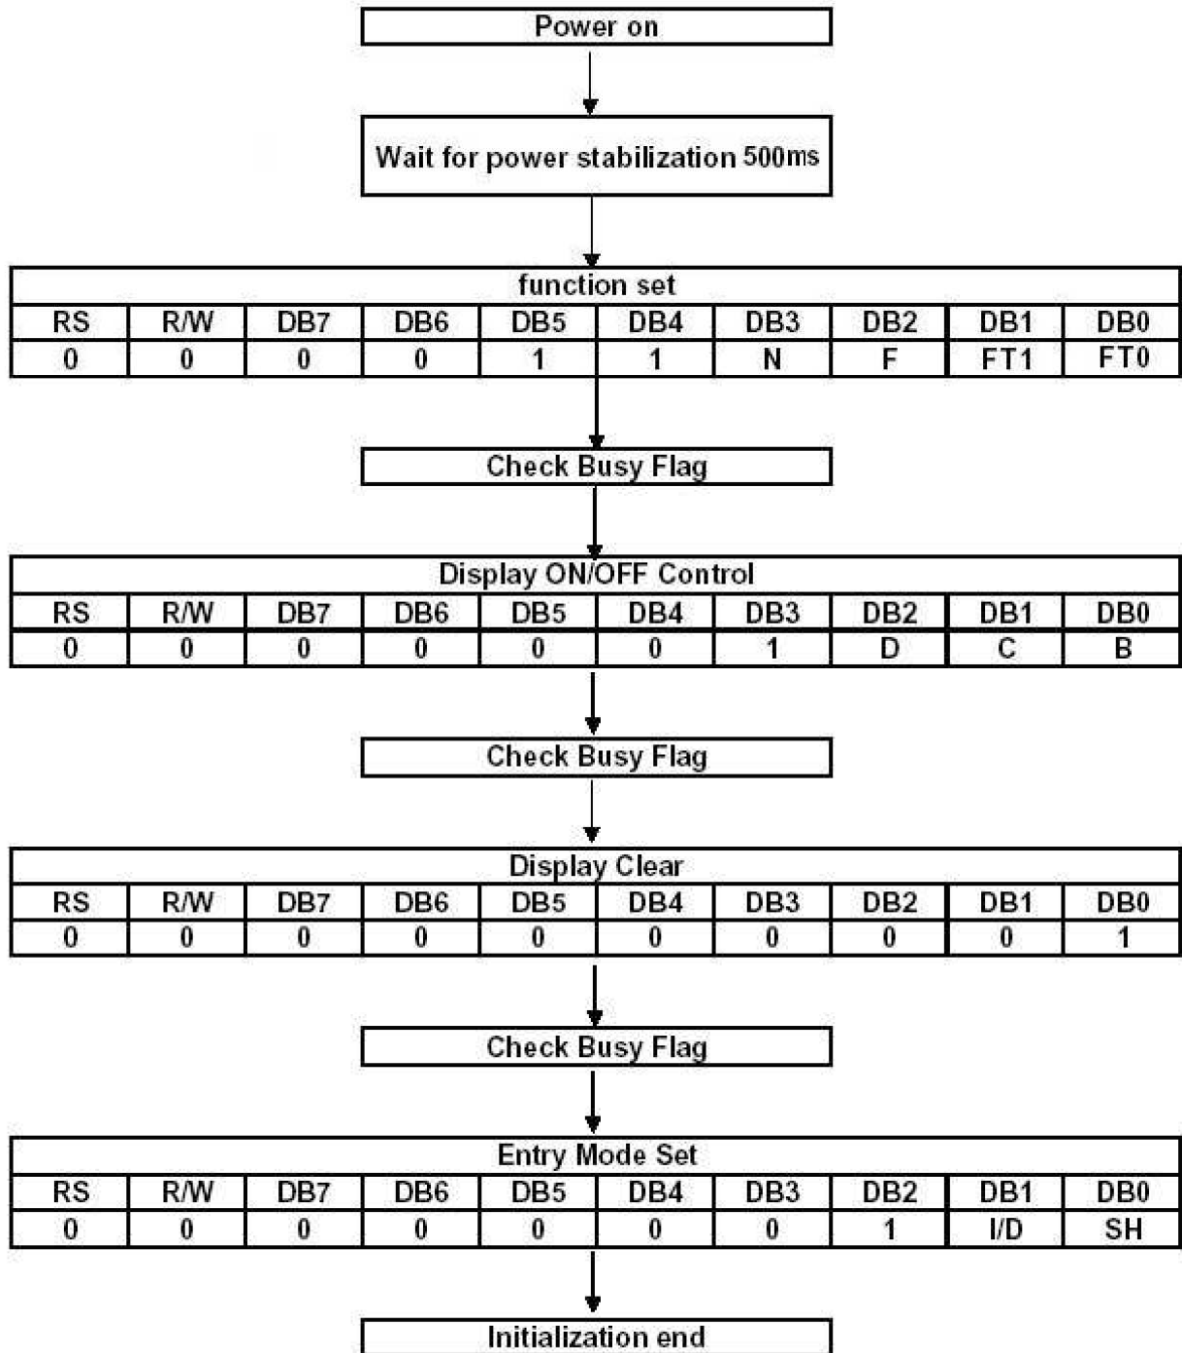 Power on
Wait for power stabilization 500ms
function set
RS R/W DB7 DB6 DB5 DB4 DB3 DB2 DB1 DB0
0 0 0 0 1 1 N F FT1 FT0
Check Busy Flag
Display ON/OFF Control
RS R/W DB7 DB6 DB5 DB4 DB3 DB2 DB1 DB0
0 0 0 0 0 0 1 D C B
Check Busy Flag
Display Clear
RS R/W DB7 DB6 DB5 DB4 DB3 DB2 DB1 DB0
0 0 0 0 0 0 0 0 0 1
Check Busy Flag
Entry Mode Set
RS R/W DB7 DB6 DB5 DB4 DB3 DB2 DB1 DB0
0 0 0 0 0 0 0 1 I/D SH
Initialization end